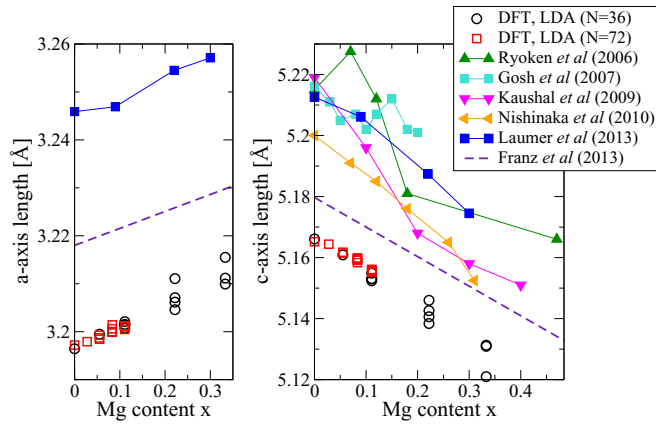 DFT, LDA (N=36)
DFT, LDA (N=72)
Ryoken et al (2006)
Gosh et al (2007)
Kaushal et al (2009)
Nishinaka et al (2010)
Laumer et al (2013)
Franz et al (2013)
a-axis length [Å]
3.26
3.24
3.22
3.2
0
0.1
0.2
0.3
Mg content x
c-axis length [Å]
5.22
5.2
5.18
5.16
5.14
5.12
0
0.1
0.2
0.3
0.4
Mg content x